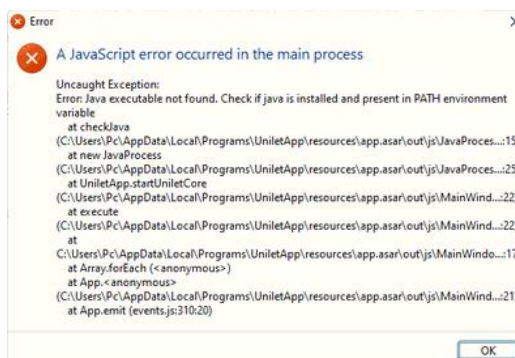 Error
A JavaScript error occurred in the main process
Uncaught Exception:
Error: Java executable not found. Check if java is installed and present in PATH environment
variable
at checkJava
(C:\Users\Pc\AppData\Local\Programs\UniletApp\resources\app.asar\out\js\JavaProces...:15
at new JavaProcess
(C:\Users\Pc\AppData\Local\Programs\UniletApp\resources\app.asar\out\js\JavaProces...:25
at UniletApp.startUniletCore
(C:\Users\Pc\AppData\Local\Programs\UniletApp\resources\app.asar\out\js\MainWind...:22
at execute
(C:\Users\Pc\AppData\Local\Programs\UniletApp\resources\app.asar\out\js\MainWind...:22
at
C:\Users\Pc\AppData\Local\Programs\UniletApp\resources\app.asar\out\js\MainWindo...:17
at Array.forEach (<anonymous>)
at App.<anonymous>
(C:\Users\Pc\AppData\Local\Programs\UniletApp\resources\app.asar\out\js\MainWind...:21
at App.emit (events.js:310:20)
OK